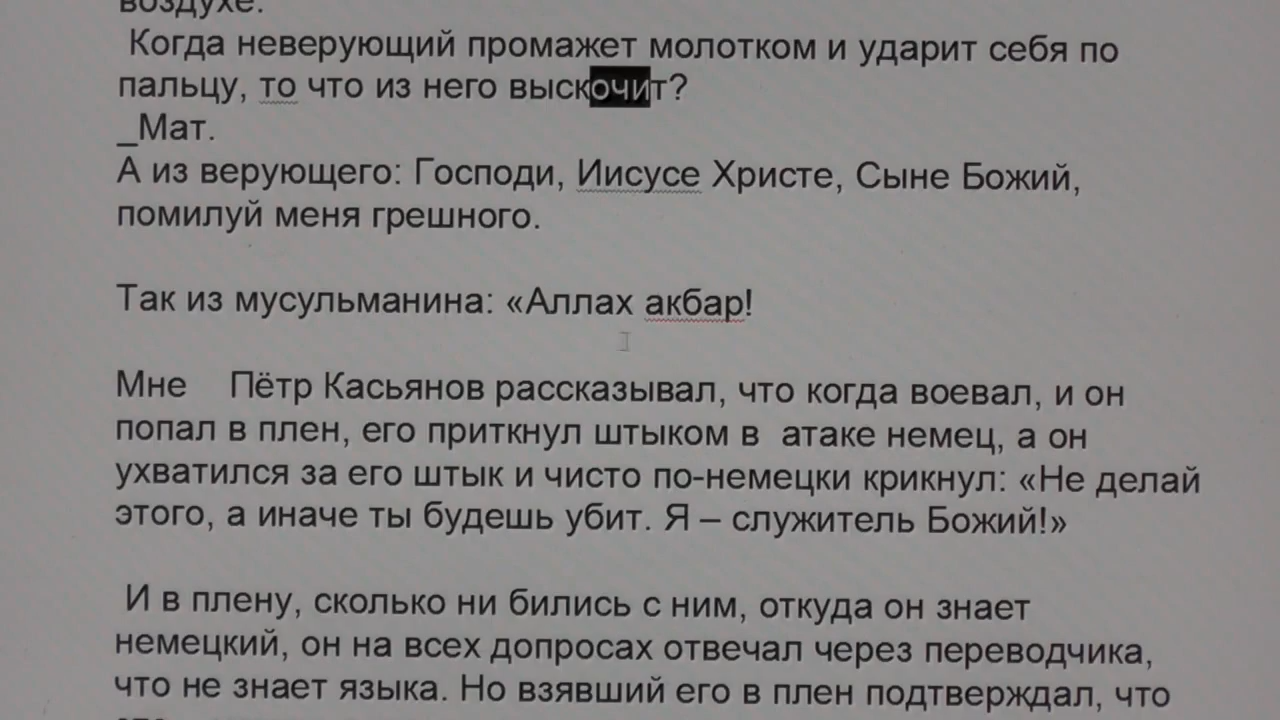 воздухе.
Когда неверующий промажет молотком и ударит себя по
пальцу, то что из него выскочит?
_Мат.
А из верующего: Господи, Иисусе Христе, Сыне Божий,
помилуй меня грешного.
Так из мусульманина: «Аллах акбар!
Мне Пётр Касьянов рассказывал, что когда воевал, и он
попал в плен, его приткнул штыком в атаке немец, а он
ухватился за его штык и чисто по-немецки крикнул: «Не делай
этого, а иначе ты будешь убит. Я – служитель Божий!»
И в плену, сколько ни бились с ним, откуда он знает
немецкий, он на всех допросах отвечал через переводчика,
что не знает языка. Но взявший его в плен подтверждал, что